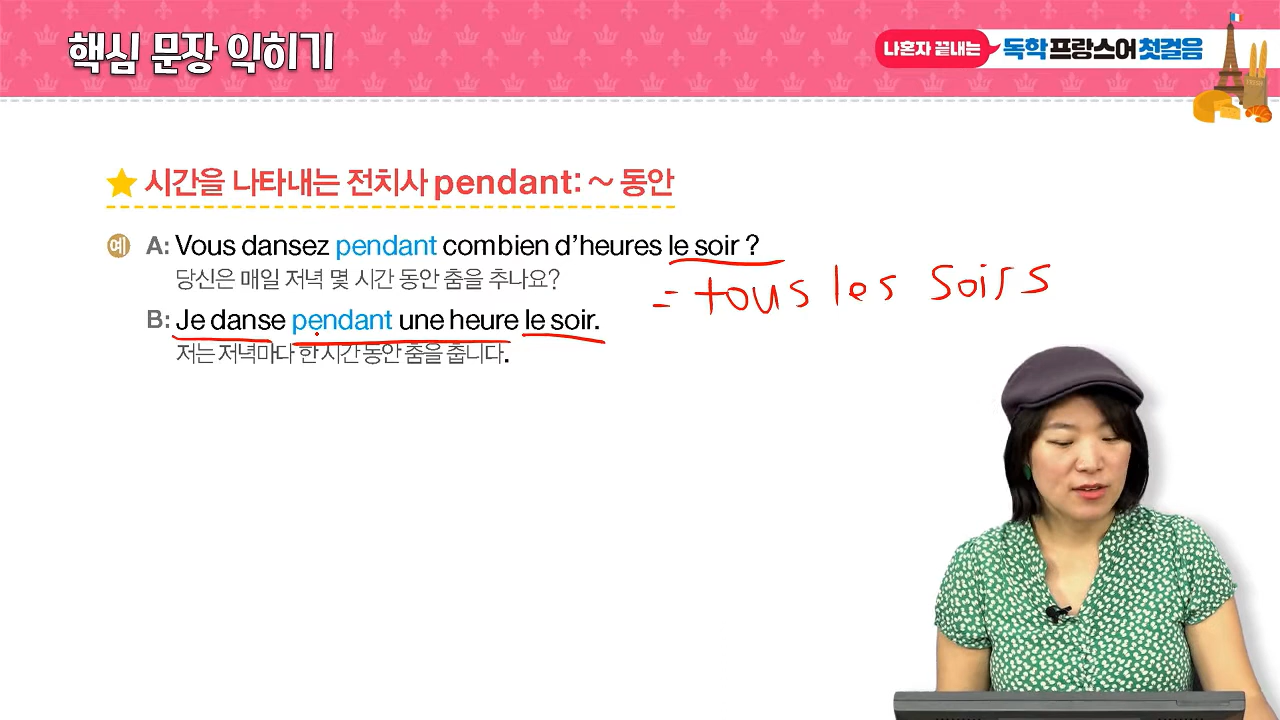 핵심 문장 익히기
나혼자 끝내는 독학 프랑스어 첫걸음
시간을 나타내는 전치사 pendant: ~ 동안
예 A: Vous dansez pendant combien d'heures le soir ?
당신은 매일 저녁 몇 시간 동안 춤을 추나요?
= tous les soirs
B: Je danse pendant une heure le soir.
저는 저녁마다 한 시간 동안 춤을 춥니다.